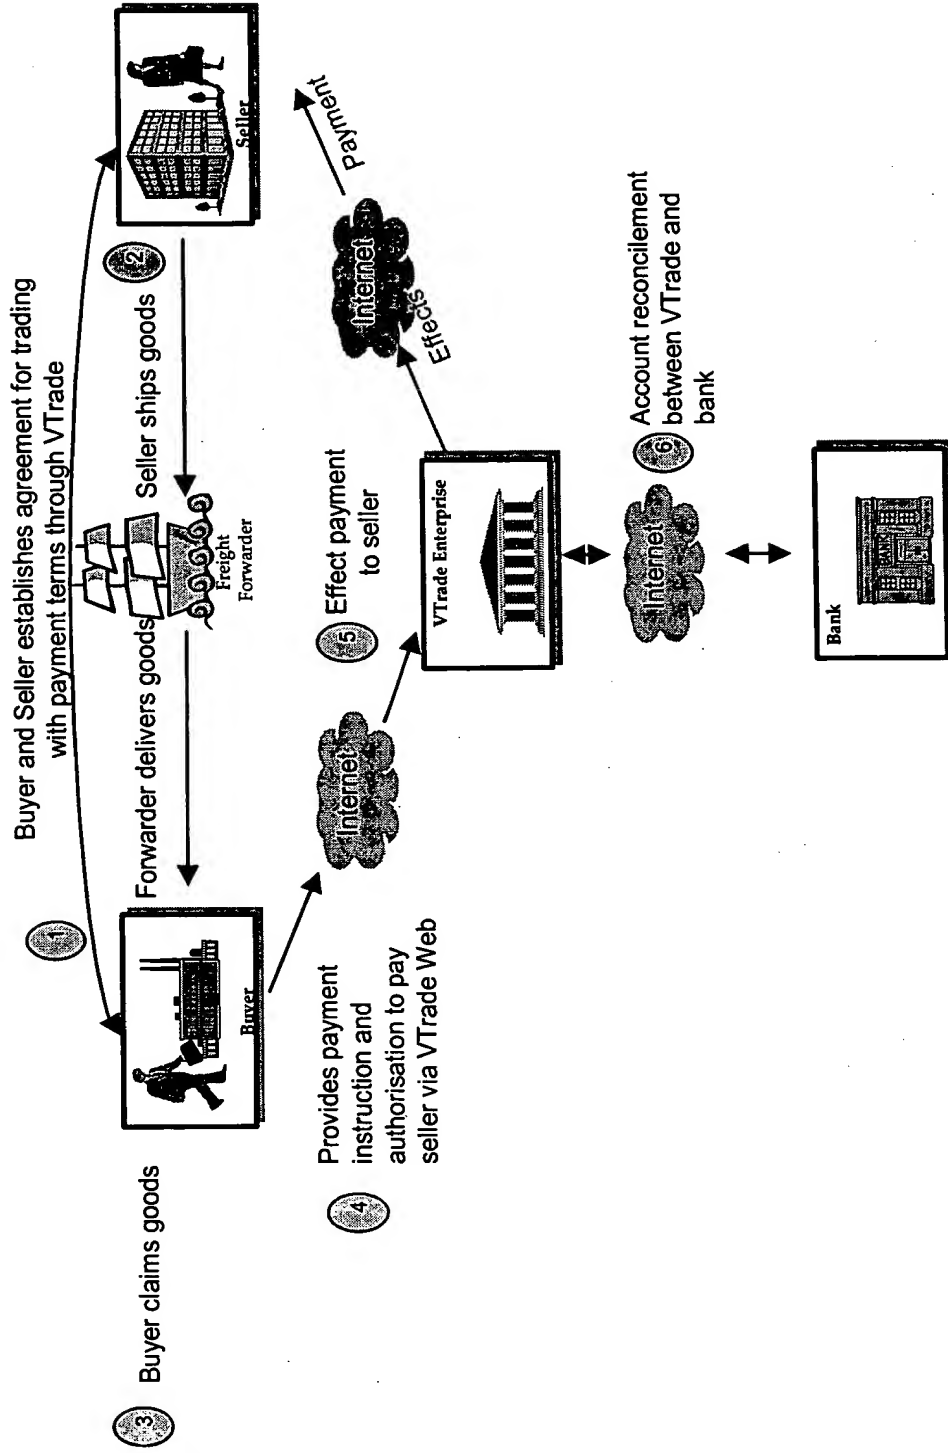 Buyer and Seller establishes agreement for trading
with payment terms through VTrade
1
2
Seller
Seller ships goods
Freight
Forwarder
Forwarder delivers goods
Buyer
3
Buyer claims goods
4
Provides payment
instruction and
authorisation to pay
seller via VTrade Web
Internet
5
Effect payment
to seller
VTrade Enterprise
Effects
Internet
Payment
Internet
6
Account reconcilement
between VTrade and
bank
Bank
BANK